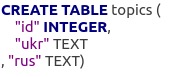 CREATE TABLE topics (
"id" INTEGER,
"ukr" TEXT
, "rus" TEXT)